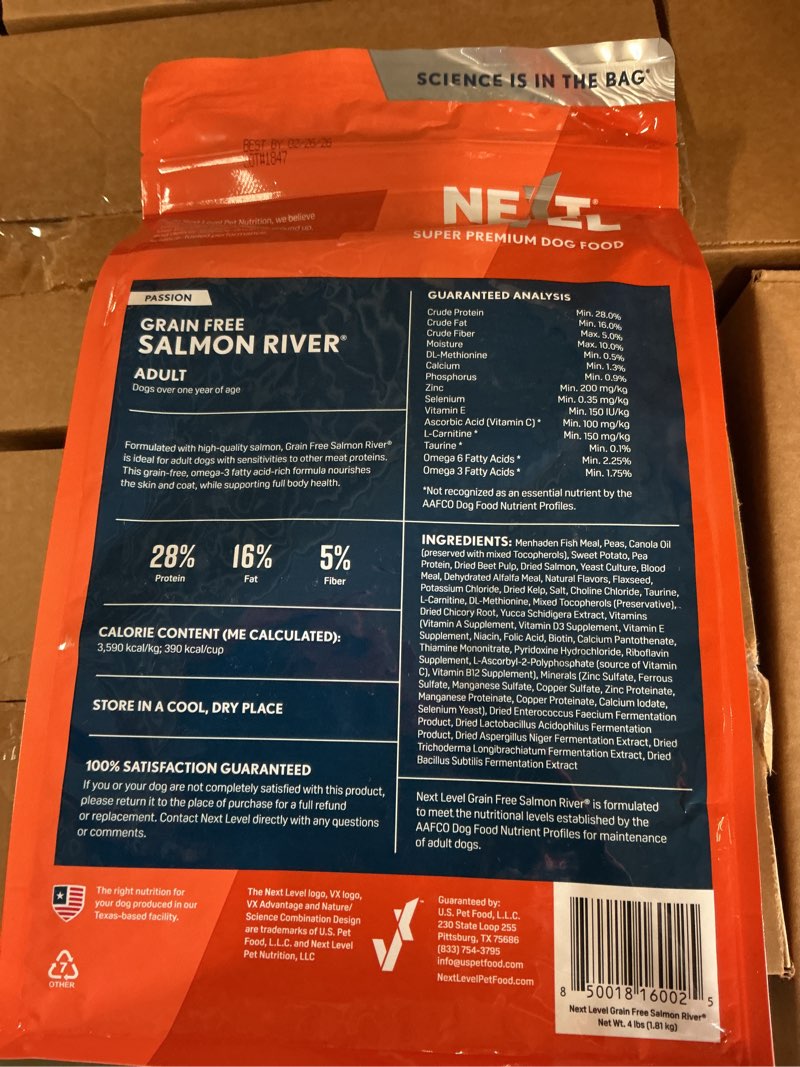 SCIENCE IS IN THE BAG®
BEST BY 02-26-26
LOT#1847
Next Level Pet Nutrition, we believe
NEXT LVL®
SUPER PREMIUM DOG FOOD
PASSION
GRAIN FREE
SALMON RIVER®
ADULT
Dogs over one year of age
Formulated with high-quality salmon, Grain Free Salmon River®
is ideal for adult dogs with sensitivities to other meat proteins.
This grain-free, omega-3 fatty acid-rich formula nourishes
the skin and coat, while supporting full body health.
28% 16% 5%
Protein Fat Fiber
CALORIE CONTENT (ME CALCULATED):
3,590 kcal/kg; 390 kcal/cup
STORE IN A COOL, DRY PLACE
100% SATISFACTION GUARANTEED
If you or your dog are not completely satisfied with this product,
please return it to the place of purchase for a full refund
or replacement. Contact Next Level directly with any questions
or comments.
GUARANTEED ANALYSIS
Crude Protein Min. 28.0%
Crude Fat Min. 16.0%
Crude Fiber Max. 5.0%
Moisture Max. 10.0%
DL-Methionine Min. 0.5%
Calcium Min. 1.3%
Phosphorus Min. 0.9%
Zinc Min. 200 mg/kg
Selenium Min. 0.35 mg/kg
Vitamin E Min. 150 IU/kg
Ascorbic Acid (Vitamin C) * Min. 100 mg/kg
L-Carnitine * Min. 150 mg/kg
Taurine * Min. 0.1%
Omega 6 Fatty Acids * Min. 2.25%
Omega 3 Fatty Acids * Min. 1.75%
*Not recognized as an essential nutrient by the
AAFCO Dog Food Nutrient Profiles.
INGREDIENTS: Menhaden Fish Meal, Peas, Canola Oil
(preserved with mixed Tocopherols), Sweet Potato, Pea
Protein, Dried Beet Pulp, Dried Salmon, Yeast Culture, Blood
Meal, Dehydrated Alfalfa Meal, Natural Flavors, Flaxseed,
Potassium Chloride, Dried Kelp, Salt, Choline Chloride, Taurine,
L-Carnitine, DL-Methionine, Mixed Tocopherols (Preservative),
Dried Chicory Root, Yucca Schidigera Extract, Vitamins
(Vitamin A Supplement, Vitamin D3 Supplement, Vitamin E
Supplement, Niacin, Folic Acid, Biotin, Calcium Pantothenate,
Thiamine Mononitrate, Pyridoxine Hydrochloride, Riboflavin
Supplement, L-Ascorbyl-2-Polyphosphate (source of Vitamin
C), Vitamin B12 Supplement), Minerals (Zinc Sulfate, Ferrous
Sulfate, Manganese Sulfate, Copper Sulfate, Zinc Proteinate,
Manganese Proteinate, Copper Proteinate, Calcium Iodate,
Selenium Yeast), Dried Enterococcus Faecium Fermentation
Product, Dried Lactobacillus Acidophilus Fermentation
Product, Dried Aspergillus Niger Fermentation Extract, Dried
Trichoderma Longibrachiatum Fermentation Extract, Dried
Bacillus Subtilis Fermentation Extract
Next Level Grain Free Salmon River® is formulated
to meet the nutritional levels established by the
AAFCO Dog Food Nutrient Profiles for maintenance
of adult dogs.
The right nutrition for
your dog produced in our
Texas-based facility.
7
OTHER
The Next Level logo, VX logo,
VX Advantage and Nature/
Science Combination Design
are trademarks of U.S. Pet
Food, L.L.C. and Next Level
Pet Nutrition, LLC
Guaranteed by:
U.S. Pet Food, L.L.C.
230 State Loop 255
Pittsburg, TX 75686
(833) 754-3795
info@uspetfood.com
NextLevelPetFood.com
8 50018 16002 5
Next Level Grain Free Salmon River®
Net Wt. 4 lbs (1.81 kg)